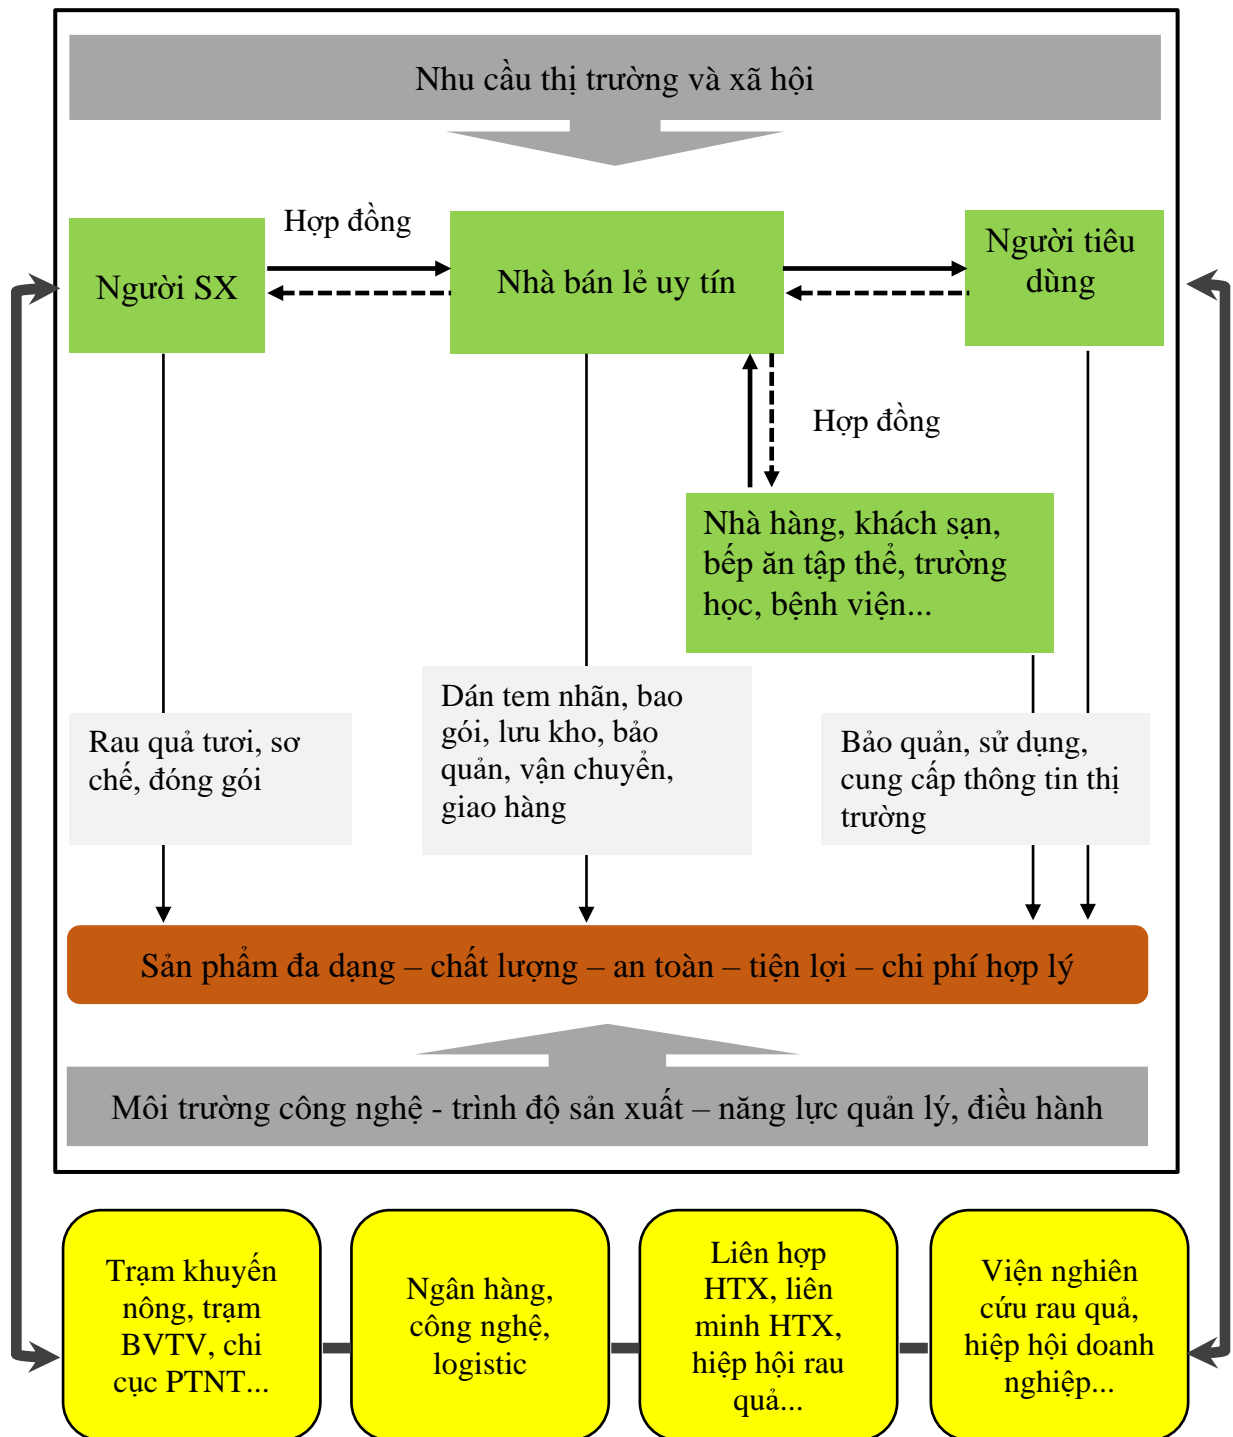 Nhu cầu thị trường và xã hội
Hợp đồng
Người SX
Nhà bán lẻ uy tín
Người tiêu
dùng
Hợp đồng
Nhà hàng, khách sạn,
bếp ăn tập thể, trường
học, bệnh viện...
Rau quả tươi, sơ
chế, đóng gói
Dán tem nhãn, bao
gói, lưu kho, bảo
quản, vận chuyển,
giao hàng
Bảo quản, sử dụng,
cung cấp thông tin thị
trường
Sản phẩm đa dạng – chất lượng – an toàn – tiện lợi – chi phí hợp lý
Môi trường công nghệ - trình độ sản xuất – năng lực quản lý, điều hành
Trạm khuyến
nông, trạm
BVTV, chi
cục PTNT...
Ngân hàng,
công nghệ,
logistic
Liên hợp
HTX, liên
minh HTX,
hiệp hội rau
quả...
Viện nghiên
cứu rau quả,
hiệp hội doanh
nghiệp...